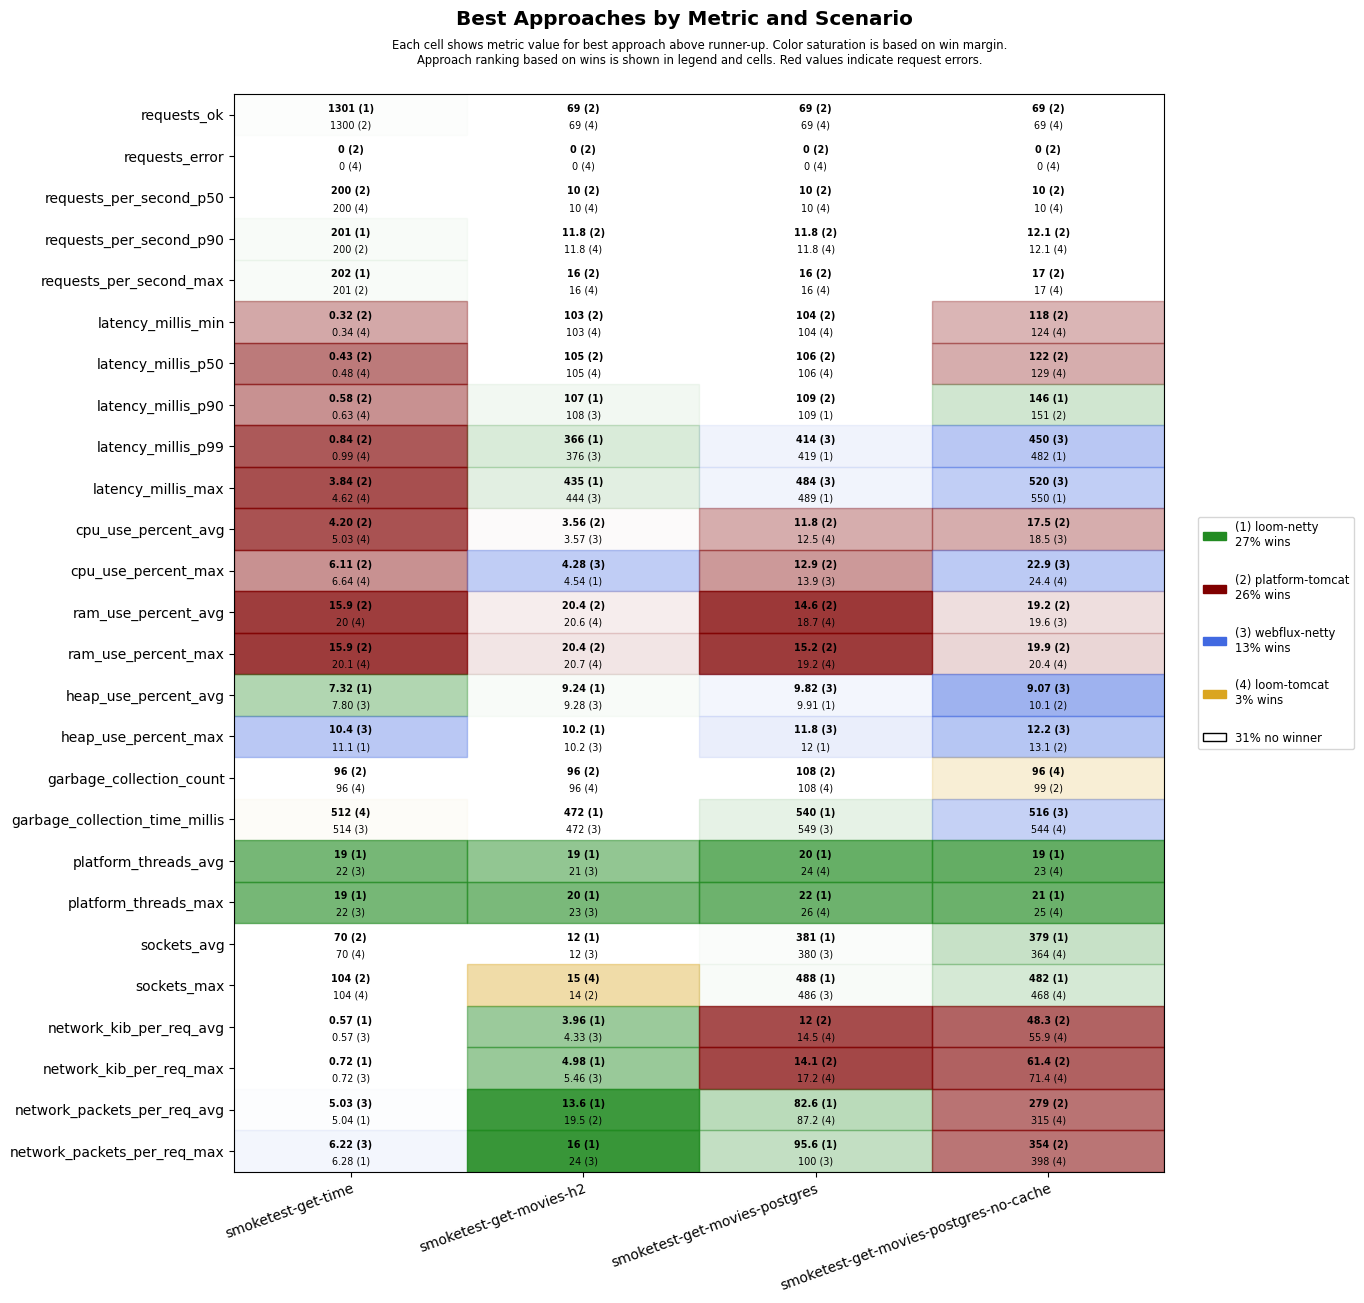 Best Approaches by Metric and Scenario
Each cell shows metric value for best approach above runner-up. Color saturation is based on win margin.
Approach ranking based on wins is shown in legend and cells. Red values indicate request errors.
requests_ok
1301 (1) 69 (2) 69 (2) 69 (2)
1300 (2) 69 (4) 69 (4) 69 (4)
requests_error
0 (2) 0 (2) 0 (2) 0 (2)
0 (4) 0 (4) 0 (4) 0 (4)
requests_per_second_p50
200 (2) 10 (2) 10 (2) 10 (2)
200 (4) 10 (4) 10 (4) 10 (4)
requests_per_second_p90
201 (1) 11.8 (2) 11.8 (2) 12.1 (2)
200 (2) 11.8 (4) 11.8 (4) 12.1 (4)
requests_per_second_max
202 (1) 16 (2) 16 (2) 17 (2)
201 (2) 16 (4) 16 (4) 17 (4)
latency_millis_min
0.32 (2) 103 (2) 104 (2) 118 (2)
0.34 (4) 103 (4) 104 (4) 124 (4)
latency_millis_p50
0.43 (2) 105 (2) 106 (2) 122 (2)
0.48 (4) 105 (4) 106 (4) 129 (4)
latency_millis_p90
0.58 (2) 107 (1) 109 (2) 146 (1)
0.63 (4) 108 (3) 109 (1) 151 (2)
latency_millis_p99
0.84 (2) 366 (1) 414 (3) 450 (3)
0.99 (4) 376 (3) 419 (1) 482 (1)
latency_millis_max
3.84 (2) 435 (1) 484 (3) 520 (3)
4.62 (4) 444 (3) 489 (1) 550 (1)
cpu_use_percent_avg
4.20 (2) 3.56 (2) 11.8 (2) 17.5 (2)
5.03 (4) 3.57 (3) 12.5 (4) 18.5 (3)
cpu_use_percent_max
6.11 (2) 4.28 (3) 12.9 (2) 22.9 (3)
6.64 (4) 4.54 (1) 13.9 (3) 24.4 (4)
ram_use_percent_avg
15.9 (2) 20.4 (2) 14.6 (2) 19.2 (2)
20 (4) 20.6 (4) 18.7 (4) 19.6 (3)
ram_use_percent_max
15.9 (2) 20.4 (2) 15.2 (2) 19.9 (2)
20.1 (4) 20.7 (4) 19.2 (4) 20.4 (4)
heap_use_percent_avg
7.32 (1) 9.24 (1) 9.82 (3) 9.07 (3)
7.80 (3) 9.28 (3) 9.91 (1) 10.1 (2)
heap_use_percent_max
10.4 (3) 10.2 (1) 11.8 (3) 12.2 (3)
11.1 (1) 10.2 (3) 12 (1) 13.1 (2)
garbage_collection_count
96 (2) 96 (2) 108 (2) 96 (4)
96 (4) 96 (4) 108 (4) 99 (2)
garbage_collection_time_millis
512 (4) 472 (1) 540 (1) 516 (3)
514 (3) 472 (3) 549 (3) 544 (4)
platform_threads_avg
19 (1) 19 (1) 20 (1) 19 (1)
22 (3) 21 (3) 24 (4) 23 (4)
platform_threads_max
19 (1) 20 (1) 22 (1) 21 (1)
22 (3) 23 (3) 26 (4) 25 (4)
sockets_avg
70 (2) 12 (1) 381 (1) 379 (1)
70 (4) 12 (3) 380 (3) 364 (4)
sockets_max
104 (2) 15 (4) 488 (1) 482 (1)
104 (4) 14 (2) 486 (3) 468 (4)
network_kib_per_req_avg
0.57 (1) 3.96 (1) 12 (2) 48.3 (2)
0.57 (3) 4.33 (3) 14.5 (4) 55.9 (4)
network_kib_per_req_max
0.72 (1) 4.98 (1) 14.1 (2) 61.4 (2)
0.72 (3) 5.46 (3) 17.2 (4) 71.4 (4)
network_packets_per_req_avg
5.03 (3) 13.6 (1) 82.6 (1) 279 (2)
5.04 (1) 19.5 (2) 87.2 (4) 315 (4)
network_packets_per_req_max
6.22 (3) 16 (1) 95.6 (1) 354 (2)
6.28 (1) 24 (3) 100 (3) 398 (4)
smoketest-get-time
smoketest-get-movies-h2
smoketest-get-movies-postgres
smoketest-get-movies-postgres-no-cache
(1) loom-netty
27% wins
(2) platform-tomcat
26% wins
(3) webflux-netty
13% wins
(4) loom-tomcat
3% wins
31% no winner